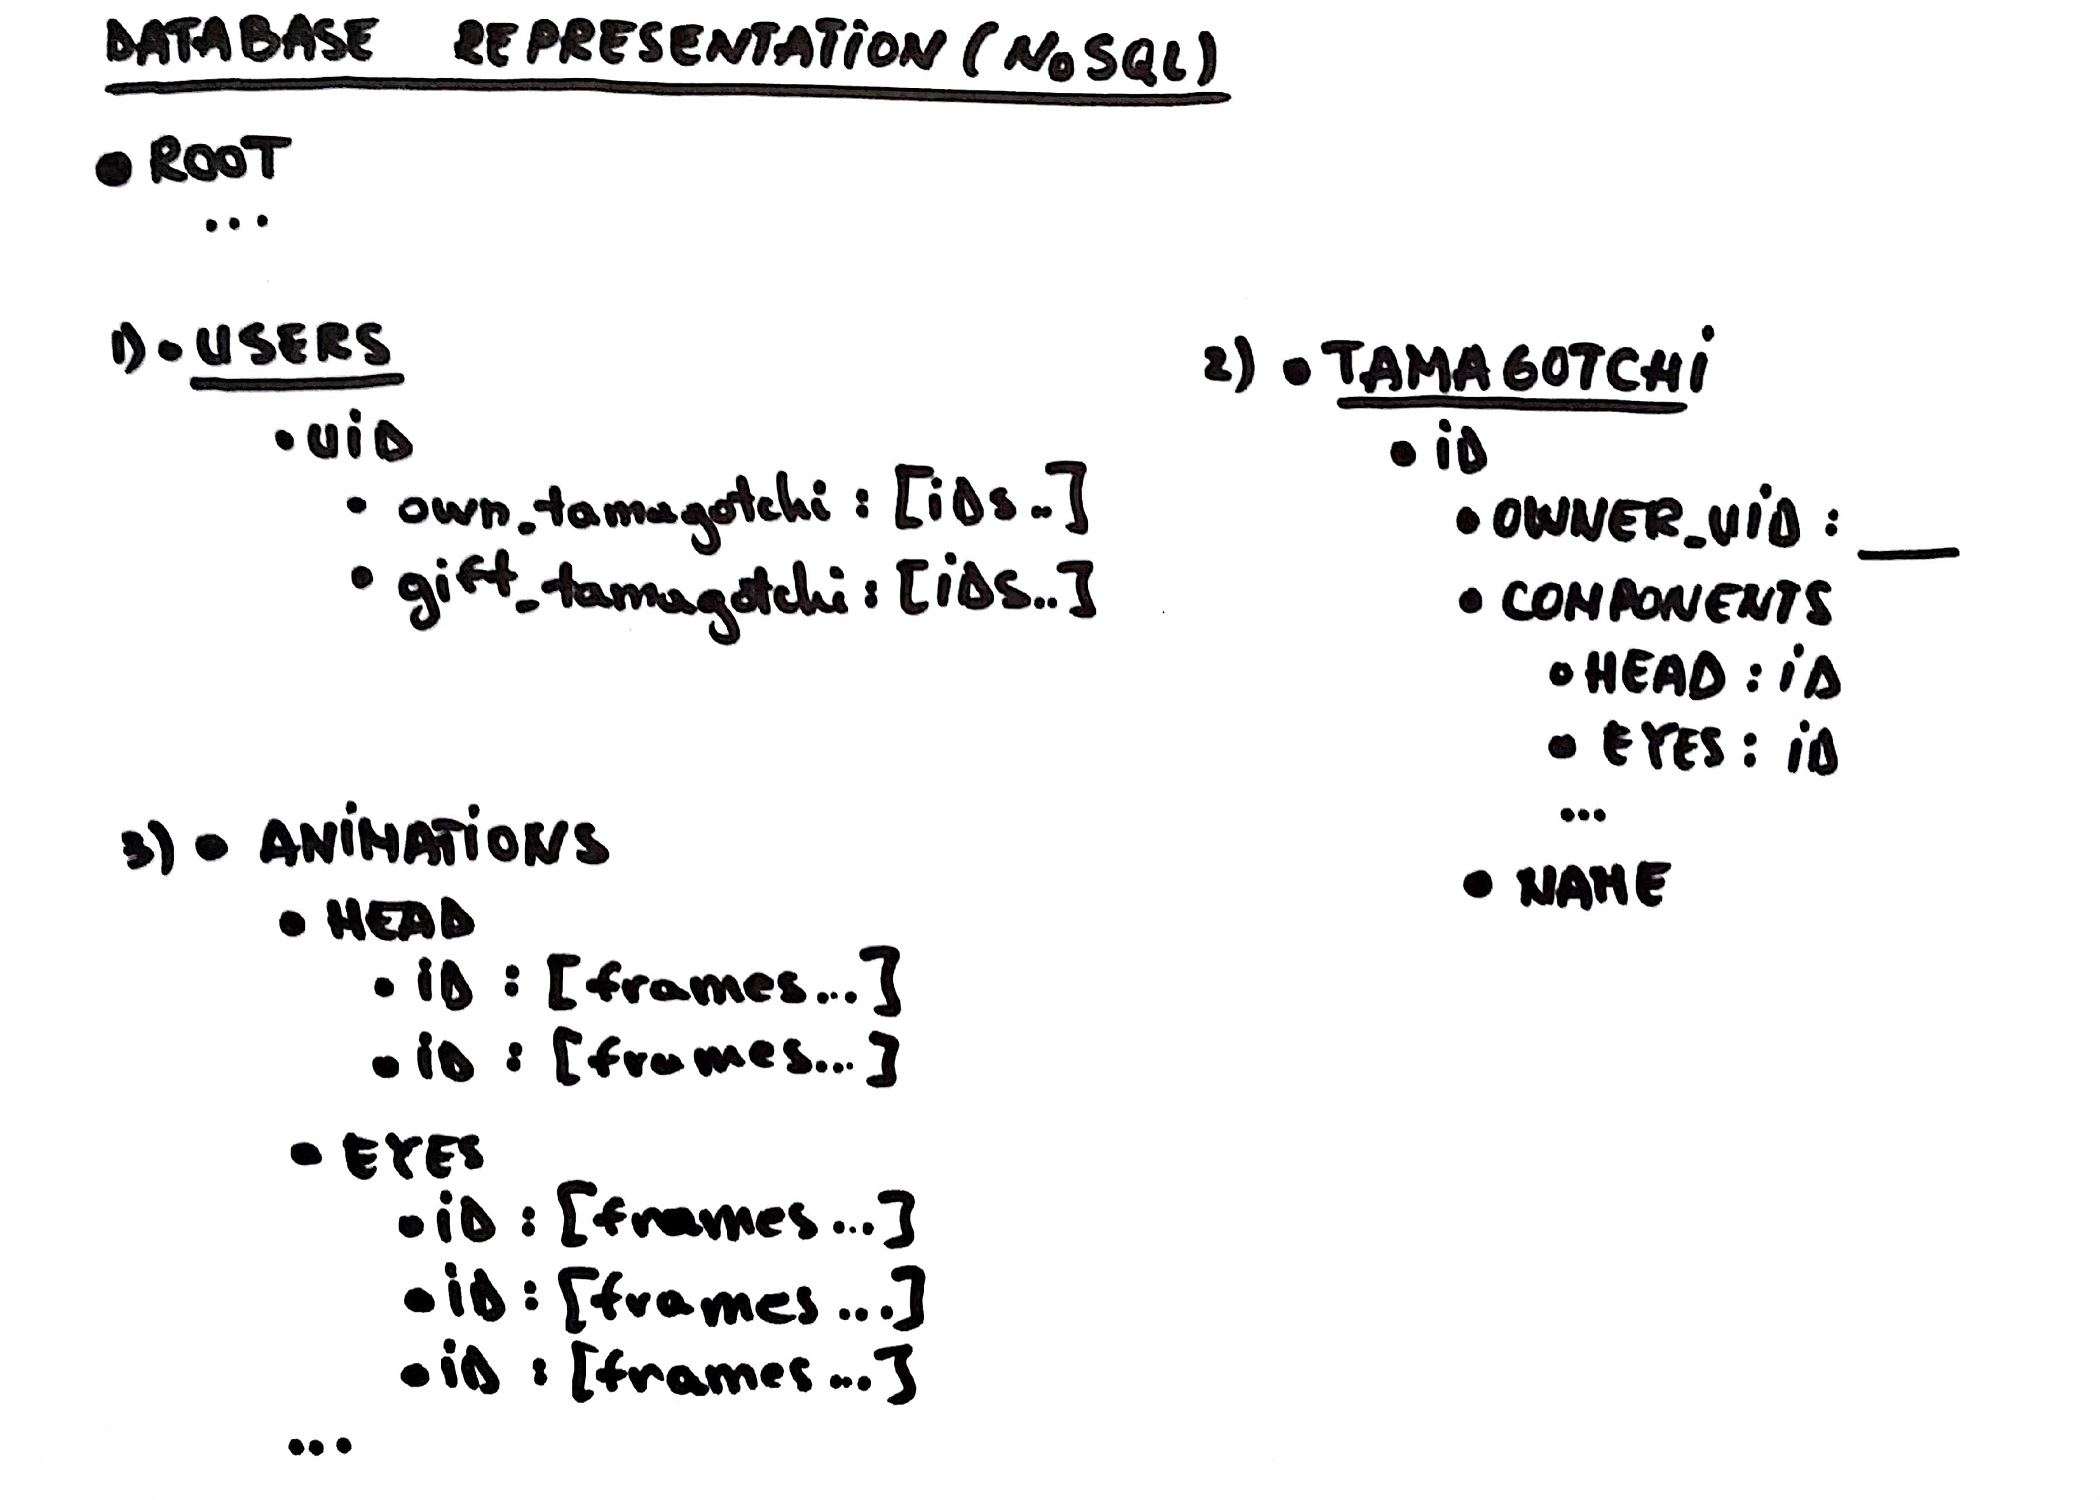 DATABASE REPRESENTATiON (NoSQL)
• ROOT
...
1) • USERS
• UiD
• own_tamagotchi : [iDs..]
• gift_tamagotchi : [iDs..]
2) • TAMAGOTCHi
• iD
• OWNER_UiD : ___
• COMPONENTS
• HEAD : iD
• EYES : iD
...
• NAME
3) • ANiMATiONS
• HEAD
• iD : [frames...]
• iD : [frames...]
• EYES
• iD : [frames...]
• iD : [frames...]
• iD : [frames...]
...